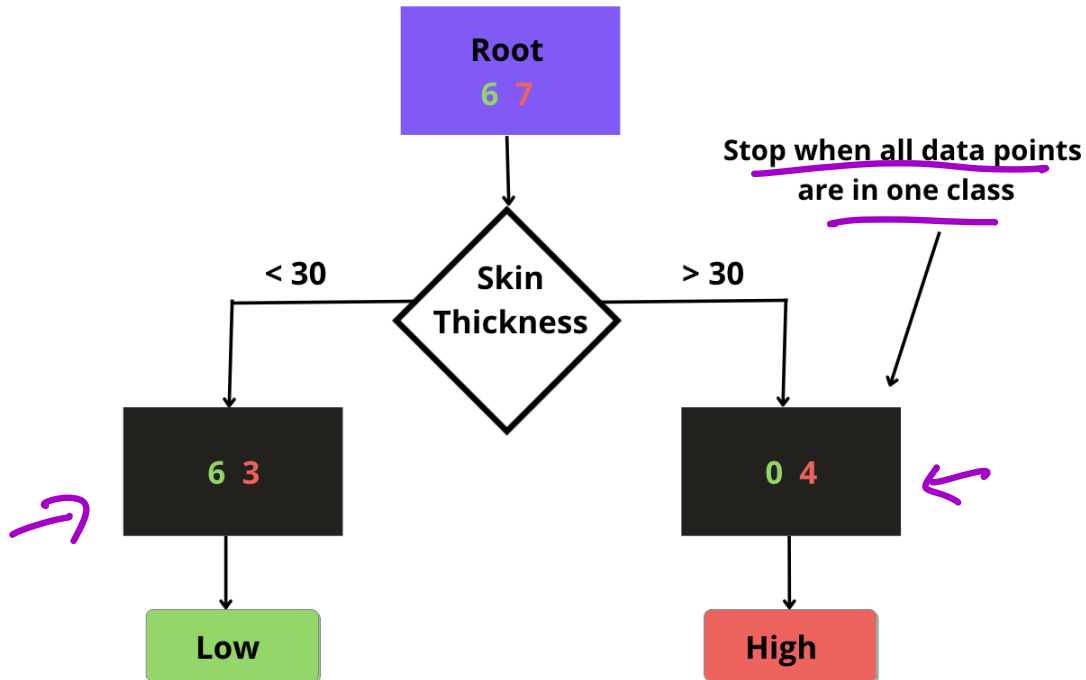 Root
6 7
Stop when all data points
are in one class
< 30
Skin
Thickness
> 30
6 3
0 4
Low
High